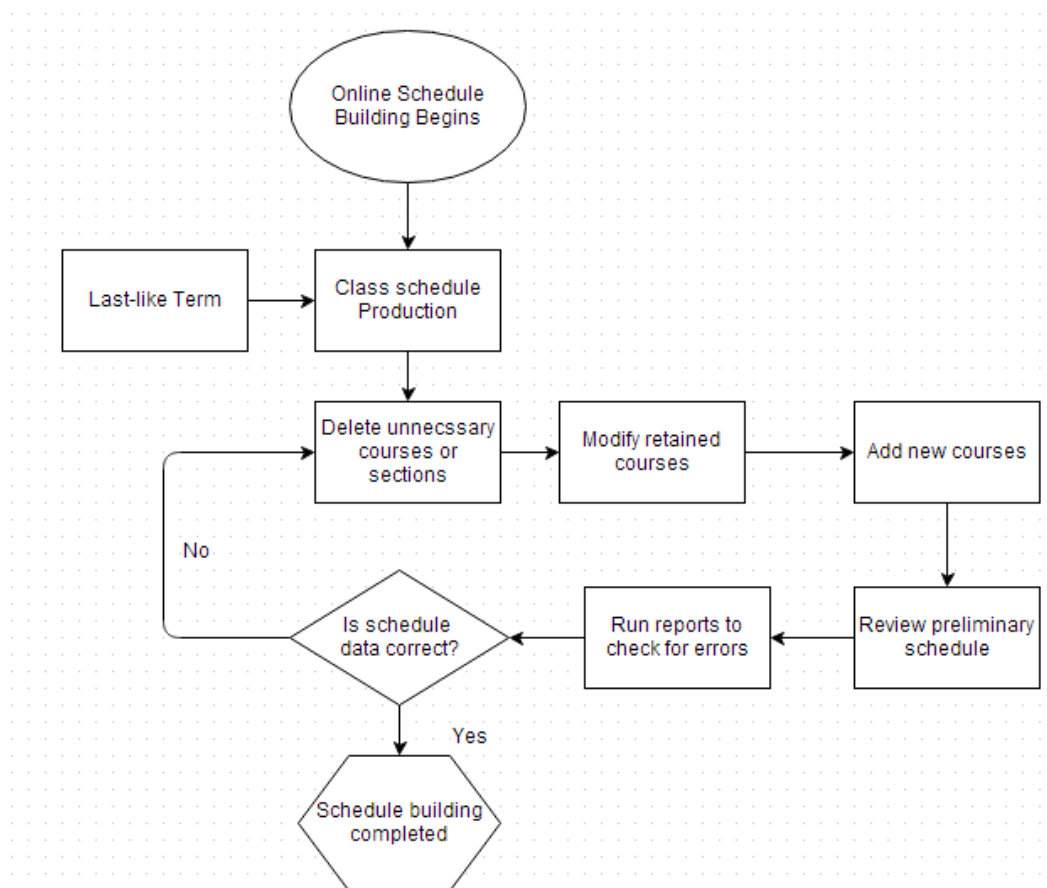 Online Schedule
Building Begins
Last-like Term
Class schedule
Production
Delete unnecssary
courses or
sections
Modify retained
courses
Add new courses
No
Is schedule
data correct?
Run reports to
check for errors
Review preliminary
schedule
Yes
Schedule building
completed